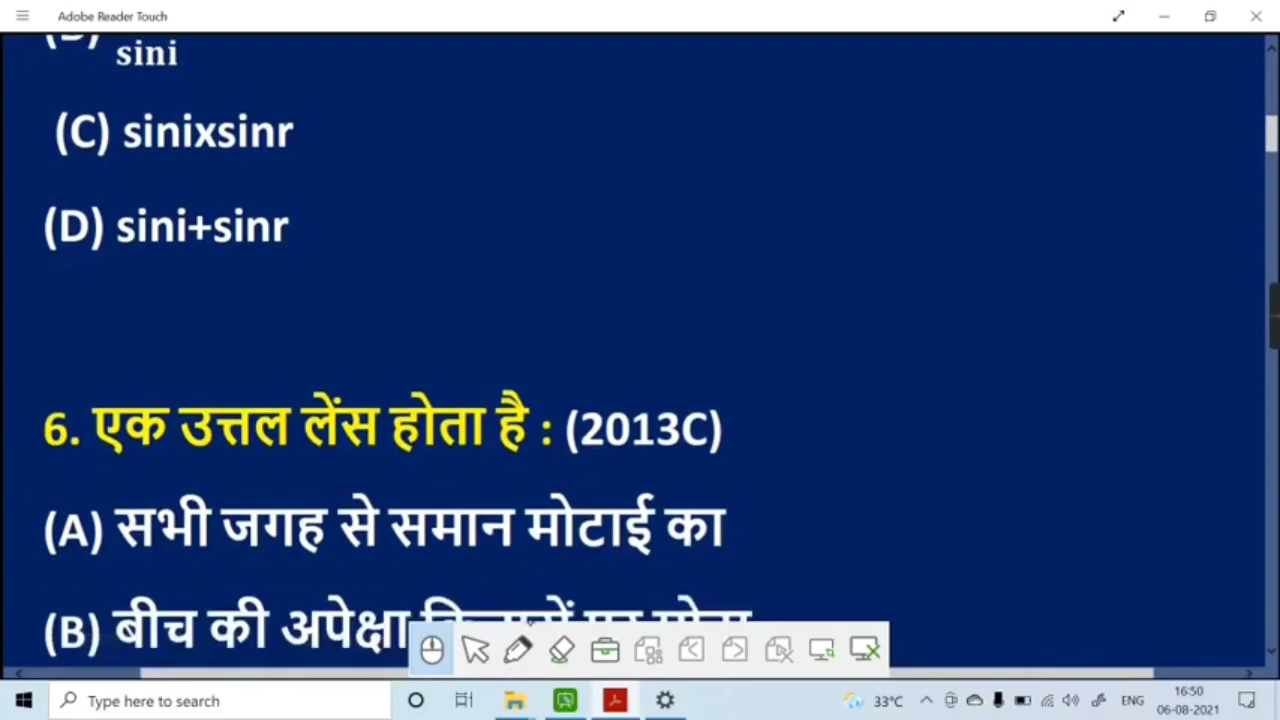 Adobe Reader Touch
sini
(C) sinixsinr
(D) sini+sinr
6. एक उत्तल लेंस होता है : (2013C)
(A) सभी जगह से समान मोटाई का
(B) बीच की अपेक्षा
Type here to search
33°C
ENG
16:50
06-08-2021